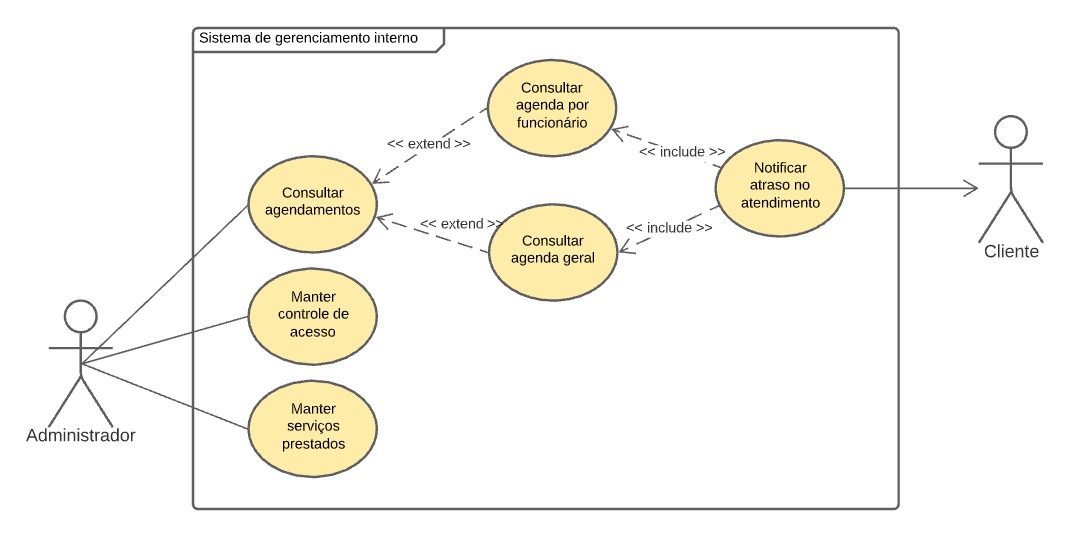 Sistema de gerenciamento interno
Consultar
agenda por
funcionário
<< extend >>
<< include >>
Notificar
atraso no
atendimento
Consultar
agendamentos
<< extend >>
<< include >>
Consultar
agenda geral
Cliente
Manter
controle de
acesso
Manter
serviços
prestados
Administrador